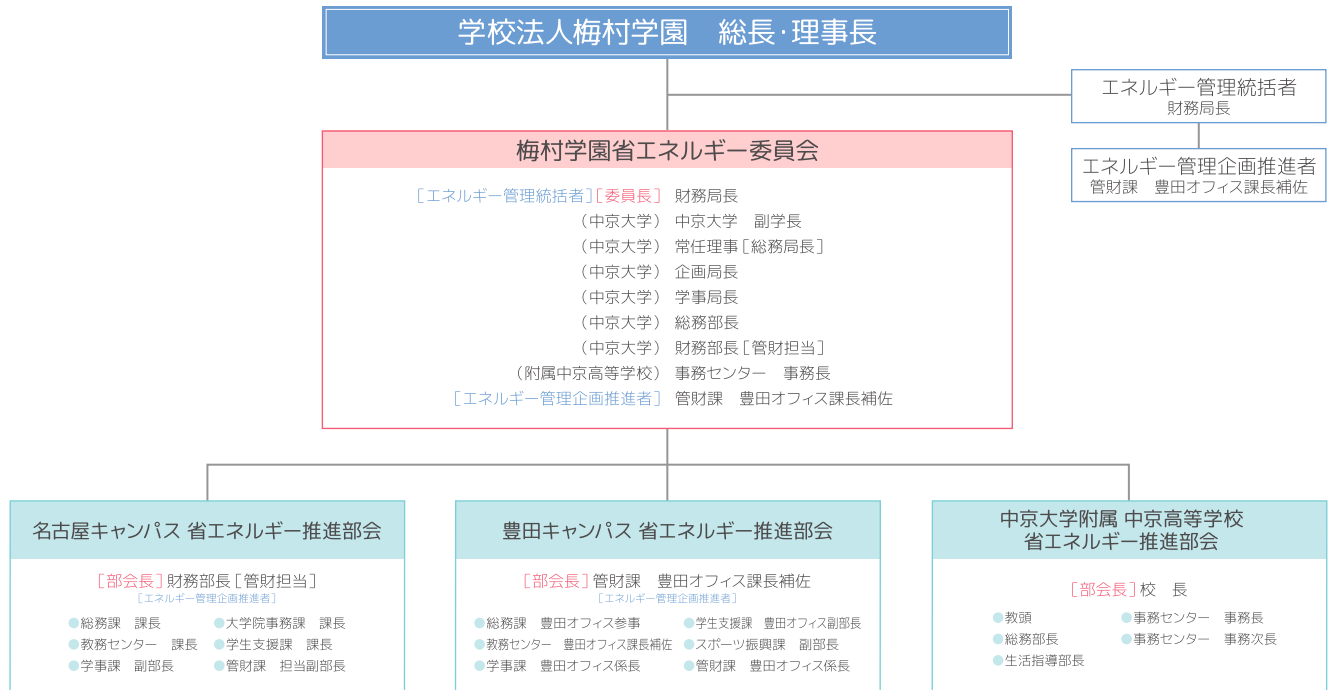 学校法人梅村学園　総長·理事長
エネルギー管理統括者
財務局長
エネルギー管理企画推進者
管財課　豊田オフィス課長補佐
梅村学園省エネルギー委員会
［エネルギー管理統括者］［委員長］ 財務局長
（中京大学） 中京大学　副学長
（中京大学） 常任理事［総務局長］
（中京大学） 企画局長
（中京大学） 学事局長
（中京大学） 総務部長
（中京大学） 財務部長［管財担当］
（附属中京高等学校） 事務センター　事務長
［エネルギー管理企画推進者］ 管財課　豊田オフィス課長補佐
名古屋キャンパス 省エネルギー推進部会
［部会長］財務部長［管財担当］
［エネルギー管理企画推進者］
●総務課　課長　●大学院事務課　課長
●教務センター　課長　●学生支援課　課長
●学事課　副部長　●管財課　担当副部長
豊田キャンパス 省エネルギー推進部会
［部会長］管財課　豊田オフィス課長補佐
［エネルギー管理企画推進者］
●総務課　豊田オフィス参事　●学生支援課　豊田オフィス副部長
●教務センター　豊田オフィス課長補佐　●スポーツ振興課　副部長
●学事課　豊田オフィス係長　●管財課　豊田オフィス係長
中京大学附属 中京高等学校
省エネルギー推進部会
［部会長］校　長
●教頭　●事務センター　事務長
●総務部長　●事務センター　事務次長
●生活指導部長